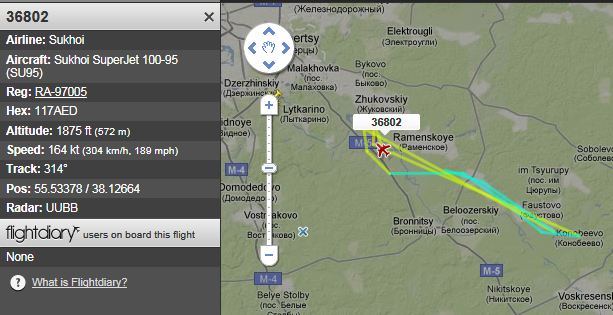 36802
Airline: Sukhoi
Aircraft: Sukhoi SuperJet 100-95
(SU95)
Reg: RA-97005
Hex: 117AED
Altitude: 1875 ft (572 m)
Speed: 164 kt (304 km/h, 189 mph)
Track: 314°
Pos: 55.53378 / 38.12664
Radar: UUBB
flightdiary users on board this flight
None
What is Flightdiary?
(Железнодорожный)
Elektrougli
(Электроугли)
ertsy
ерцы)
Malakhovka
(пос.
Малаховка)
Bykovo
(пос.
Быково)
Dzerzhinskiy
(Дзержинский)
Lytkarino
(Лыткарино)
idnoye
идное)
Zhukovskiy
(Жуковский)
36802
M-5
Ramenskoye
(Раменское)
M-4
Domodedovo
(Домодедово)
Vostryakovo
(пос.
Востряково)
Bronnitsy
(Бронницы)
Beloozerskiy
(пос.
Белоозерский)
im Tsyurupy
(пос. им
Цюрупы)
Faustovo
(Фаустово)
Konobeevo
(Конобеево)
Sobolevo
(Соболево)
M-5
M-4
Belye Stolby
(пос. Белые
Столбы)
Nikitskoye
(Никитское)
Voskresensk
(Воскресенск)